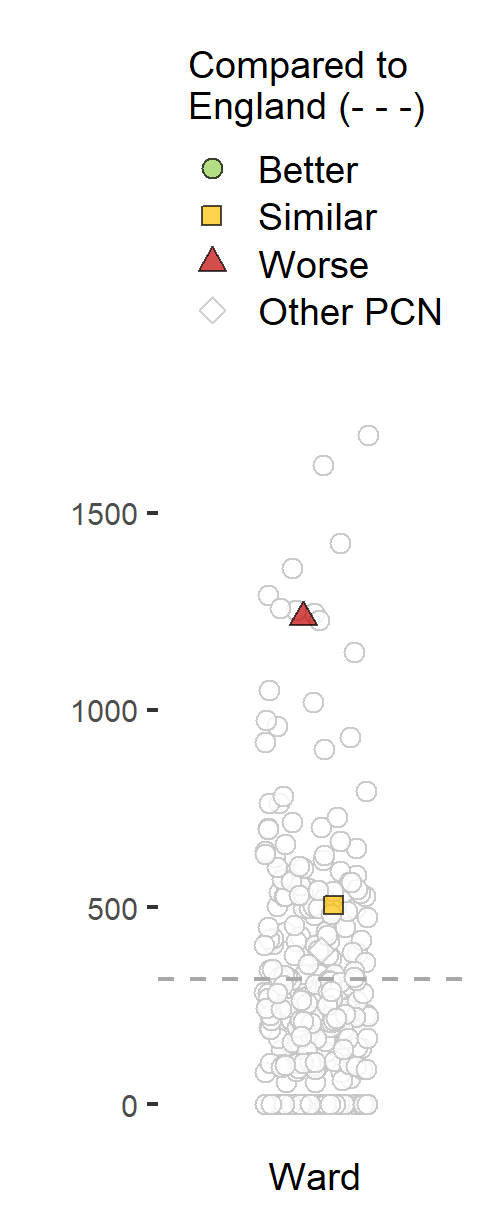 Compared to
England (- - -)
Better
Similar
Worse
Other PCN
1500
1000
500
0
Ward